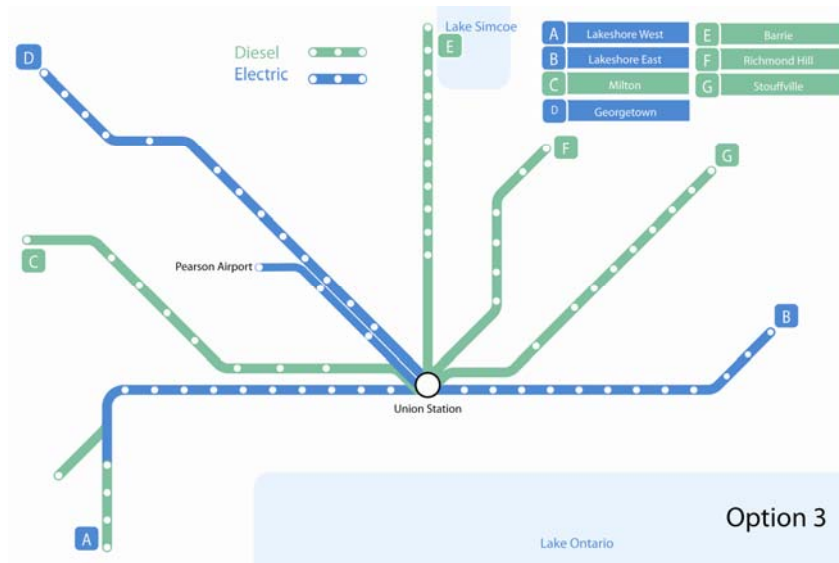 Lake Simcoe
A Lakeshore West
E Barrie
B Lakeshore East
F Richmond Hill
C Milton
G Stouffville
D Georgetown
Diesel
Electric
D
E
F
G
C
Pearson Airport
B
Union Station
A
Option 3
Lake Ontario